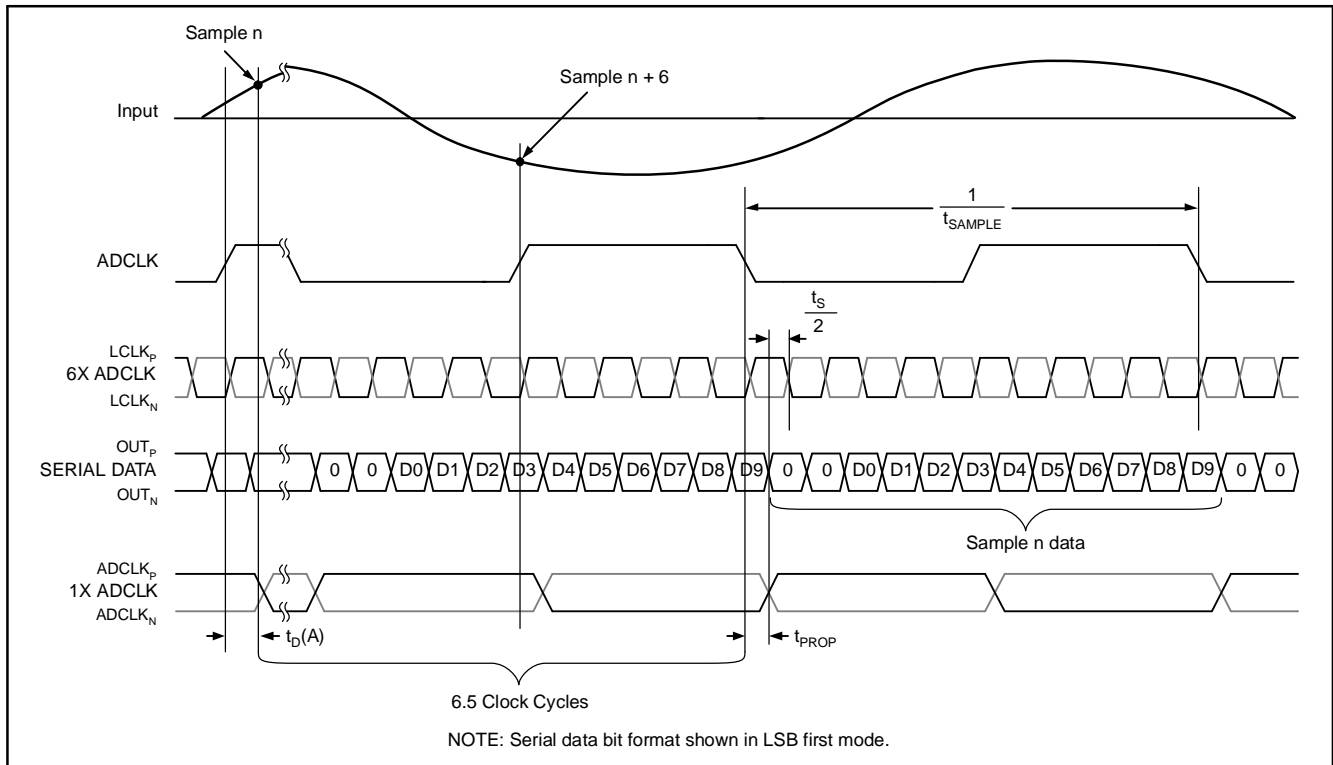 Sample n
Sample n + 6
Input
1
tSAMPLE
ADCLK
tS
2
LCLKP
6X ADCLK
LCLKN
OUTP
SERIAL DATA
OUTN
0 0 D0 D1 D2 D3 D4 D5 D6 D7 D8 D9 0 0 D0 D1 D2 D3 D4 D5 D6 D7 D8 D9 0 0
Sample n data
ADCLKP
1X ADCLK
ADCLKN
tD(A)
tPROP
6.5 Clock Cycles
NOTE: Serial data bit format shown in LSB first mode.